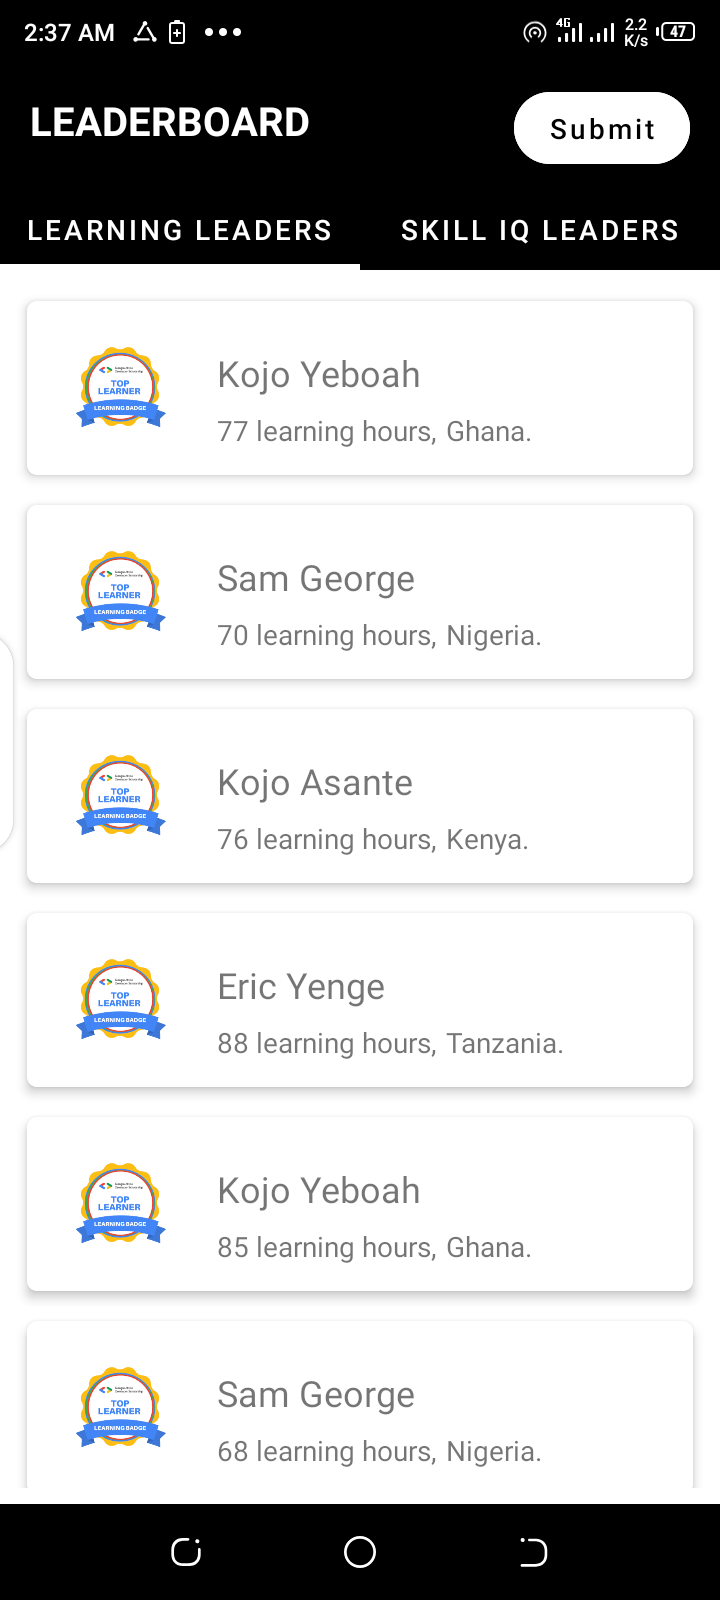 2:37 AM
4G
2.2
K/s
47
LEADERBOARD
Submit
LEARNING LEADERS
SKILL IQ LEADERS
TOP
LEARNER
LEARNING BADGE
Kojo Yeboah
77 learning hours, Ghana.
TOP
LEARNER
LEARNING BADGE
Sam George
70 learning hours, Nigeria.
TOP
LEARNER
LEARNING BADGE
Kojo Asante
76 learning hours, Kenya.
TOP
LEARNER
LEARNING BADGE
Eric Yenge
88 learning hours, Tanzania.
TOP
LEARNER
LEARNING BADGE
Kojo Yeboah
85 learning hours, Ghana.
TOP
LEARNER
LEARNING BADGE
Sam George
68 learning hours, Nigeria.